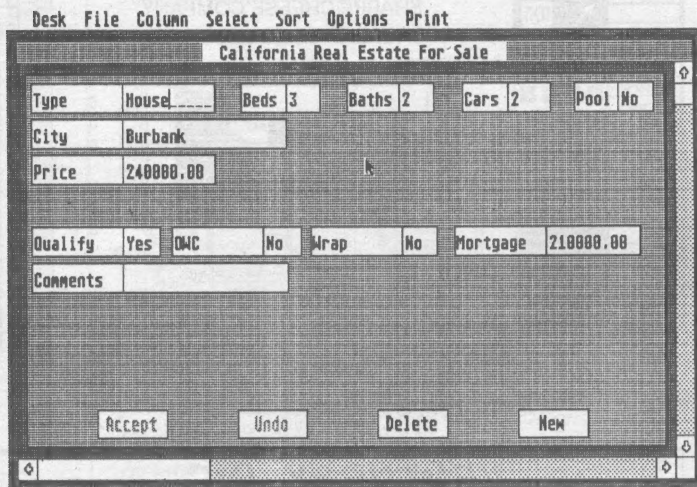 Desk File Column Select Sort Options Print
California Real Estate For Sale
Type House_____ Beds 3 Baths 2 Cars 2 Pool No
City Burbank
Price 240000.00
Qualify Yes OWC No Wrap No Mortgage 210000.00
Comments
Accept Undo Delete New